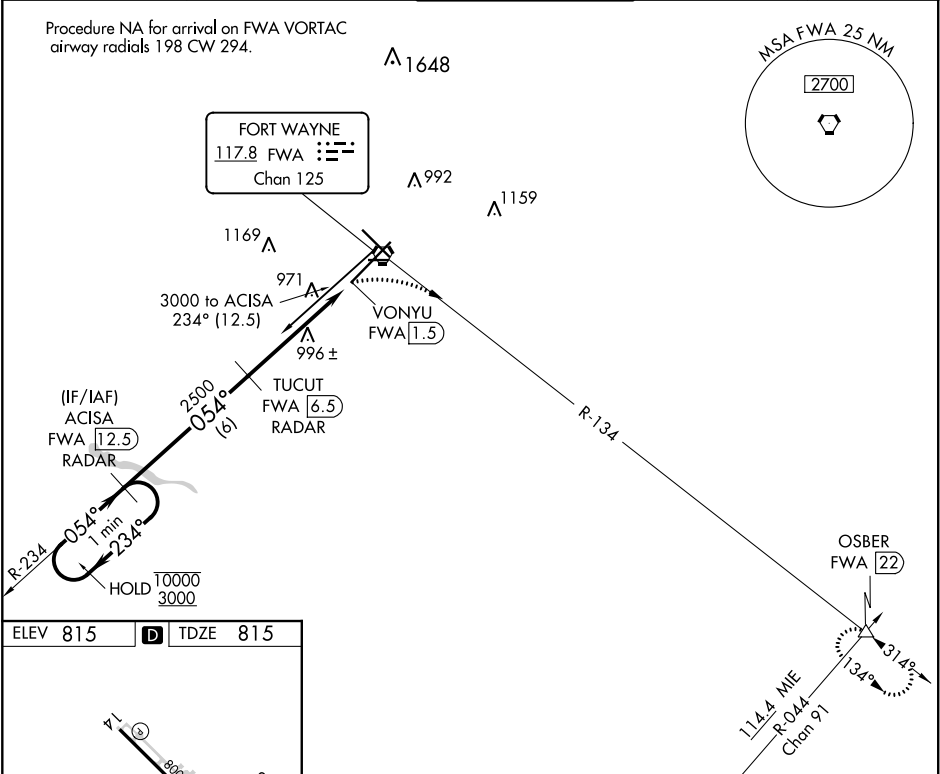 Procedure NA for arrival on FWA VORTAC
airway radials 198 CW 294.
1648
MSA FWA 25 NM
2700
FORT WAYNE
117.8 FWA
Chan 125
992
1159
1169
971
3000 to ACISA
234° (12.5)
VONYU
FWA 1.5
996 ±
TUCUT
FWA 6.5
RADAR
2500
054°
(6)
(IF/IAF)
ACISA
FWA 12.5
RADAR
R-134
054°
1 min
234°
R-234
HOLD 10000
3000
OSBER
FWA 22
314°
134°
114.4 MIE
R-044
Chan 91
ELEV 815 D TDZE 815
14
P